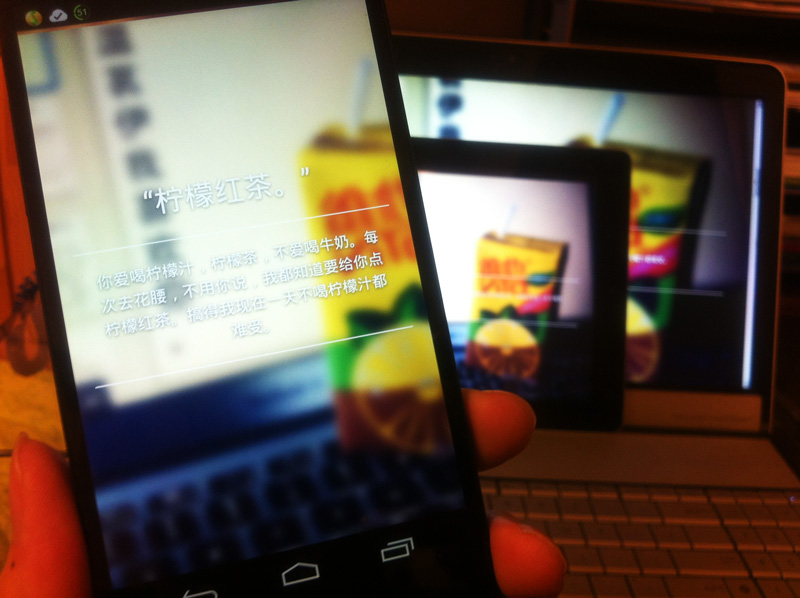 51
“柠檬红茶。”
你爱喝柠檬汁，柠檬茶，不爱喝牛奶。每
次去花腰，不用你说，我都知道要给你点
柠檬红茶。搞得我现在一天不喝柠檬汁都
难受。